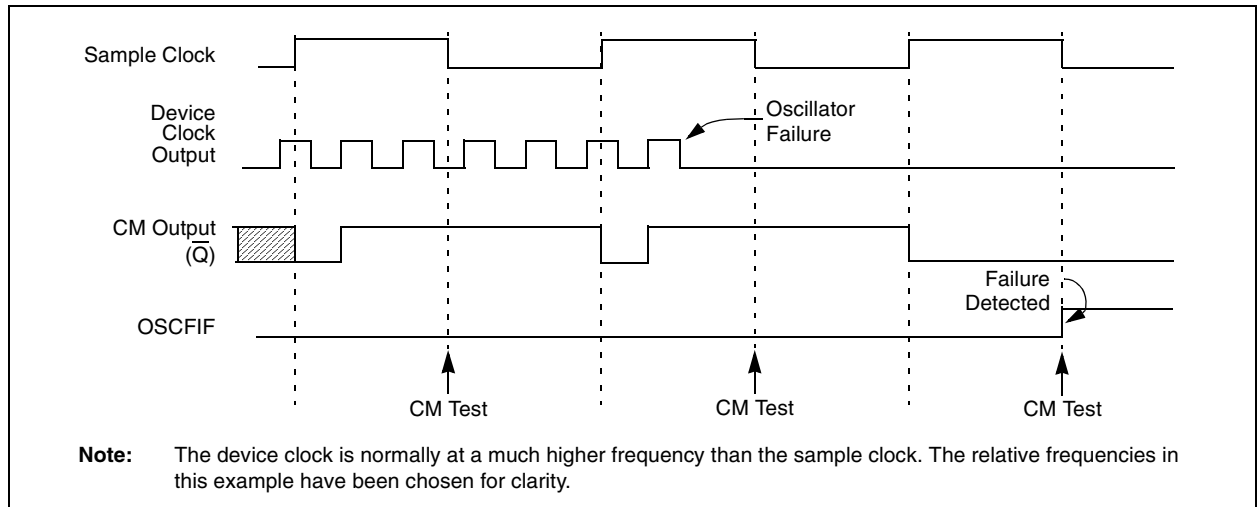 Sample Clock
Device
Clock
Output
Oscillator
Failure
CM Output
(Q̅)
Failure
Detected
OSCFIF
CM Test
CM Test
CM Test
Note: The device clock is normally at a much higher frequency than the sample clock. The relative frequencies in
this example have been chosen for clarity.